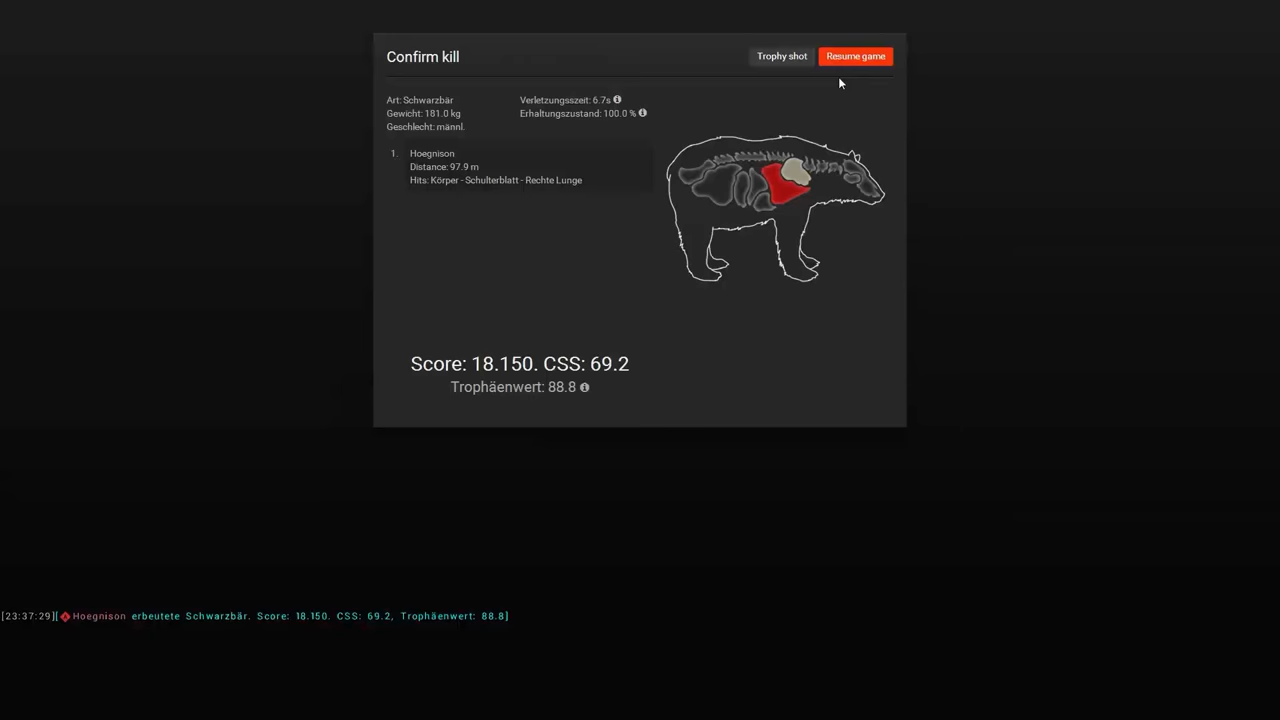 Confirm kill
Trophy shot
Resume game
Art: Schwarzbär
Gewicht: 181.0 kg
Geschlecht: männl.
Verletzungsszeit: 6.7s
Erhaltungszustand: 100.0 %
1. Hoegnison
Distance: 97.9 m
Hits: Körper - Schulterblatt - Rechte Lunge
Score: 18.150. CSS: 69.2
Trophäenwert: 88.8
[23:37:29][Hoegnison erbeutete Schwarzbär. Score: 18.150. CSS: 69.2, Trophäenwert: 88.8]